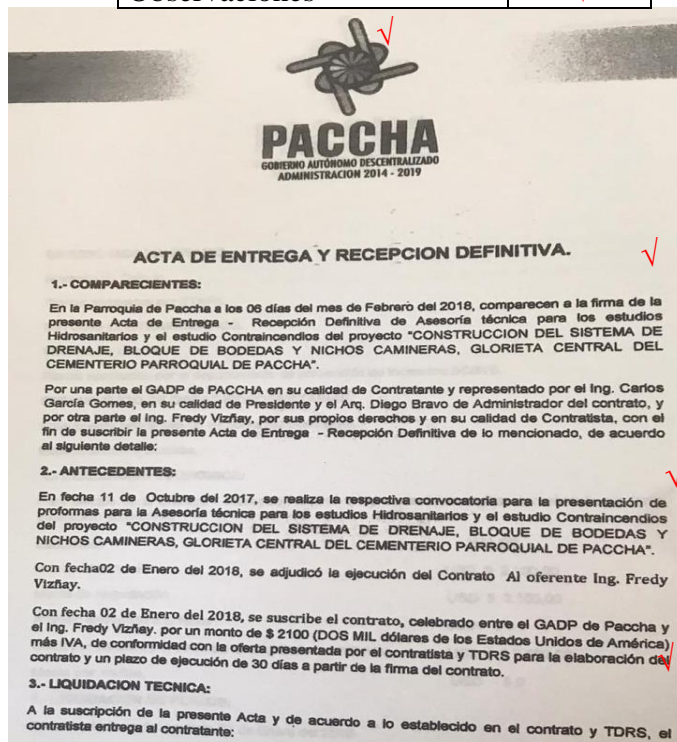 Observaciones
PACCHA
GOBIERNO AUTÓNOMO DESCENTRALIZADO
ADMINISTRACION 2014 - 2019
ACTA DE ENTREGA Y RECEPCION DEFINITIVA.
1.- COMPARECIENTES:
En la Parroquia de Paccha a los 06 días del mes de Febrero del 2018, comparecen a la firma de la
presente Acta de Entrega - Recepción Definitiva de Asesoría técnica para los estudios
Hidrosanitarios y el estudio Contraincendios del proyecto "CONSTRUCCION DEL SISTEMA DE
DRENAJE, BLOQUE DE BODEDAS Y NICHOS CAMINERAS, GLORIETA CENTRAL DEL
CEMENTERIO PARROQUIAL DE PACCHA".
Por una parte el GADP de PACCHA en su calidad de Contratante y representado por el Ing. Carlos
García Gomes, en su calidad de Presidente y el Arq. Diego Bravo de Administrador del contrato, y
por otra parte el Ing. Fredy Vizñay, por sus propios derechos y en su calidad de Contratista, con el
fin de suscribir la presente Acta de Entrega - Recepción Definitiva de lo mencionado, de acuerdo
al siguiente detalle:
2.- ANTECEDENTES:
En fecha 11 de Octubre del 2017, se realiza la respectiva convocatoria para la presentación de
proformas para la Asesoría técnica para los estudios Hidrosanitarios y el estudio Contraincendios
del proyecto "CONSTRUCCION DEL SISTEMA DE DRENAJE, BLOQUE DE BODEDAS Y
NICHOS CAMINERAS, GLORIETA CENTRAL DEL CEMENTERIO PARROQUIAL DE PACCHA".
Con fecha02 de Enero del 2018, se adjudicó la ejecución del Contrato Al oferente Ing. Fredy
Vizñay.
Con fecha 02 de Enero del 2018, se suscribe el contrato, celebrado entre el GADP de Paccha y
el Ing. Fredy Vizñay. por un monto de $ 2100 (DOS MIL dólares de los Estados Unidos de América)
más IVA, de conformidad con la oferta presentada por el contratista y TDRS para la elaboración del
contrato y un plazo de ejecución de 30 días a partir de la firma del contrato.
3.- LIQUIDACION TECNICA:
A la suscripción de la presente Acta y de acuerdo a lo establecido en el contrato y TDRS, el
contratista entrega al contratante: